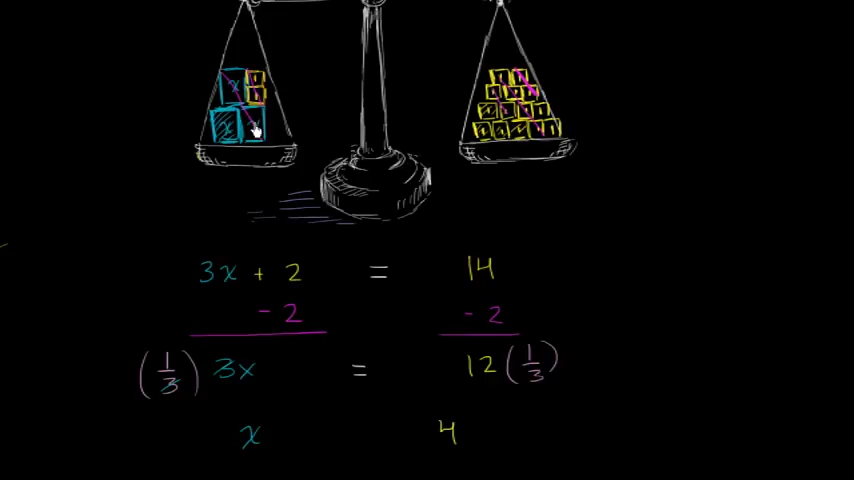 3x + 2 = 14
- 2 - 2
(1/3) 3x = 12 (1/3)
x 4